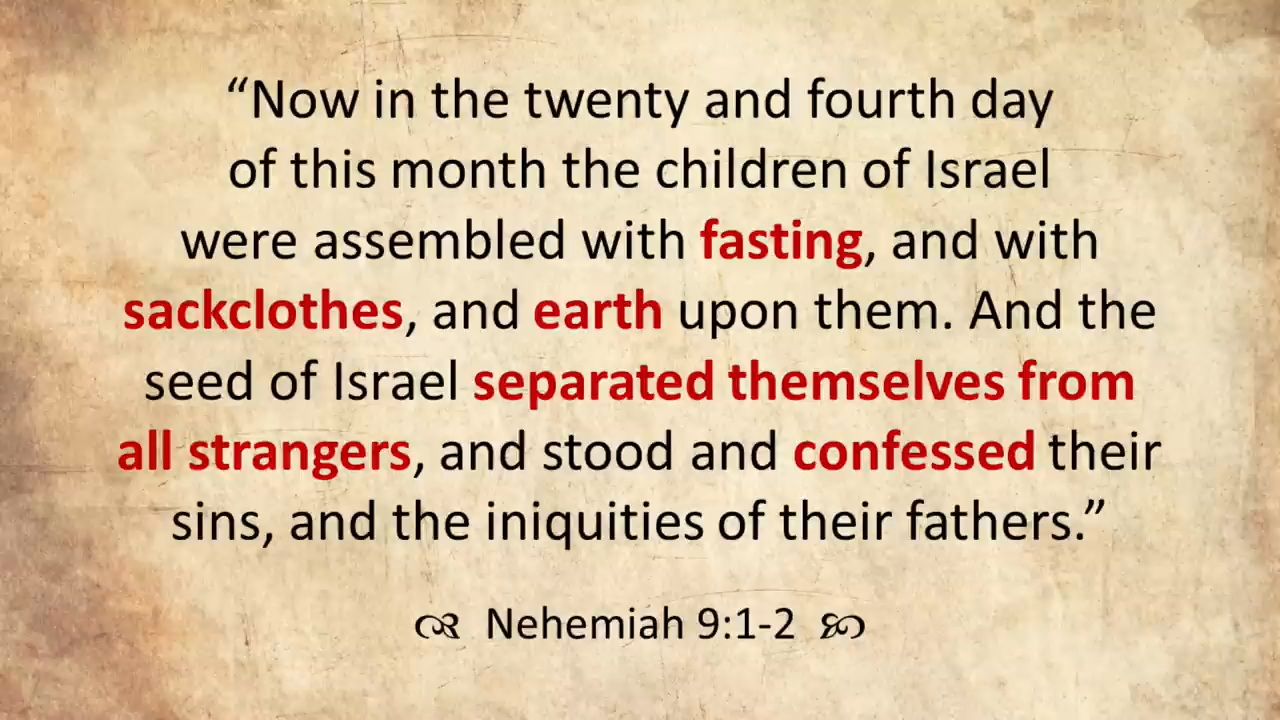 “Now in the twenty and fourth day
of this month the children of Israel
were assembled with fasting, and with
sackclothes, and earth upon them. And the
seed of Israel separated themselves from
all strangers, and stood and confessed their
sins, and the iniquities of their fathers.”
Nehemiah 9:1-2